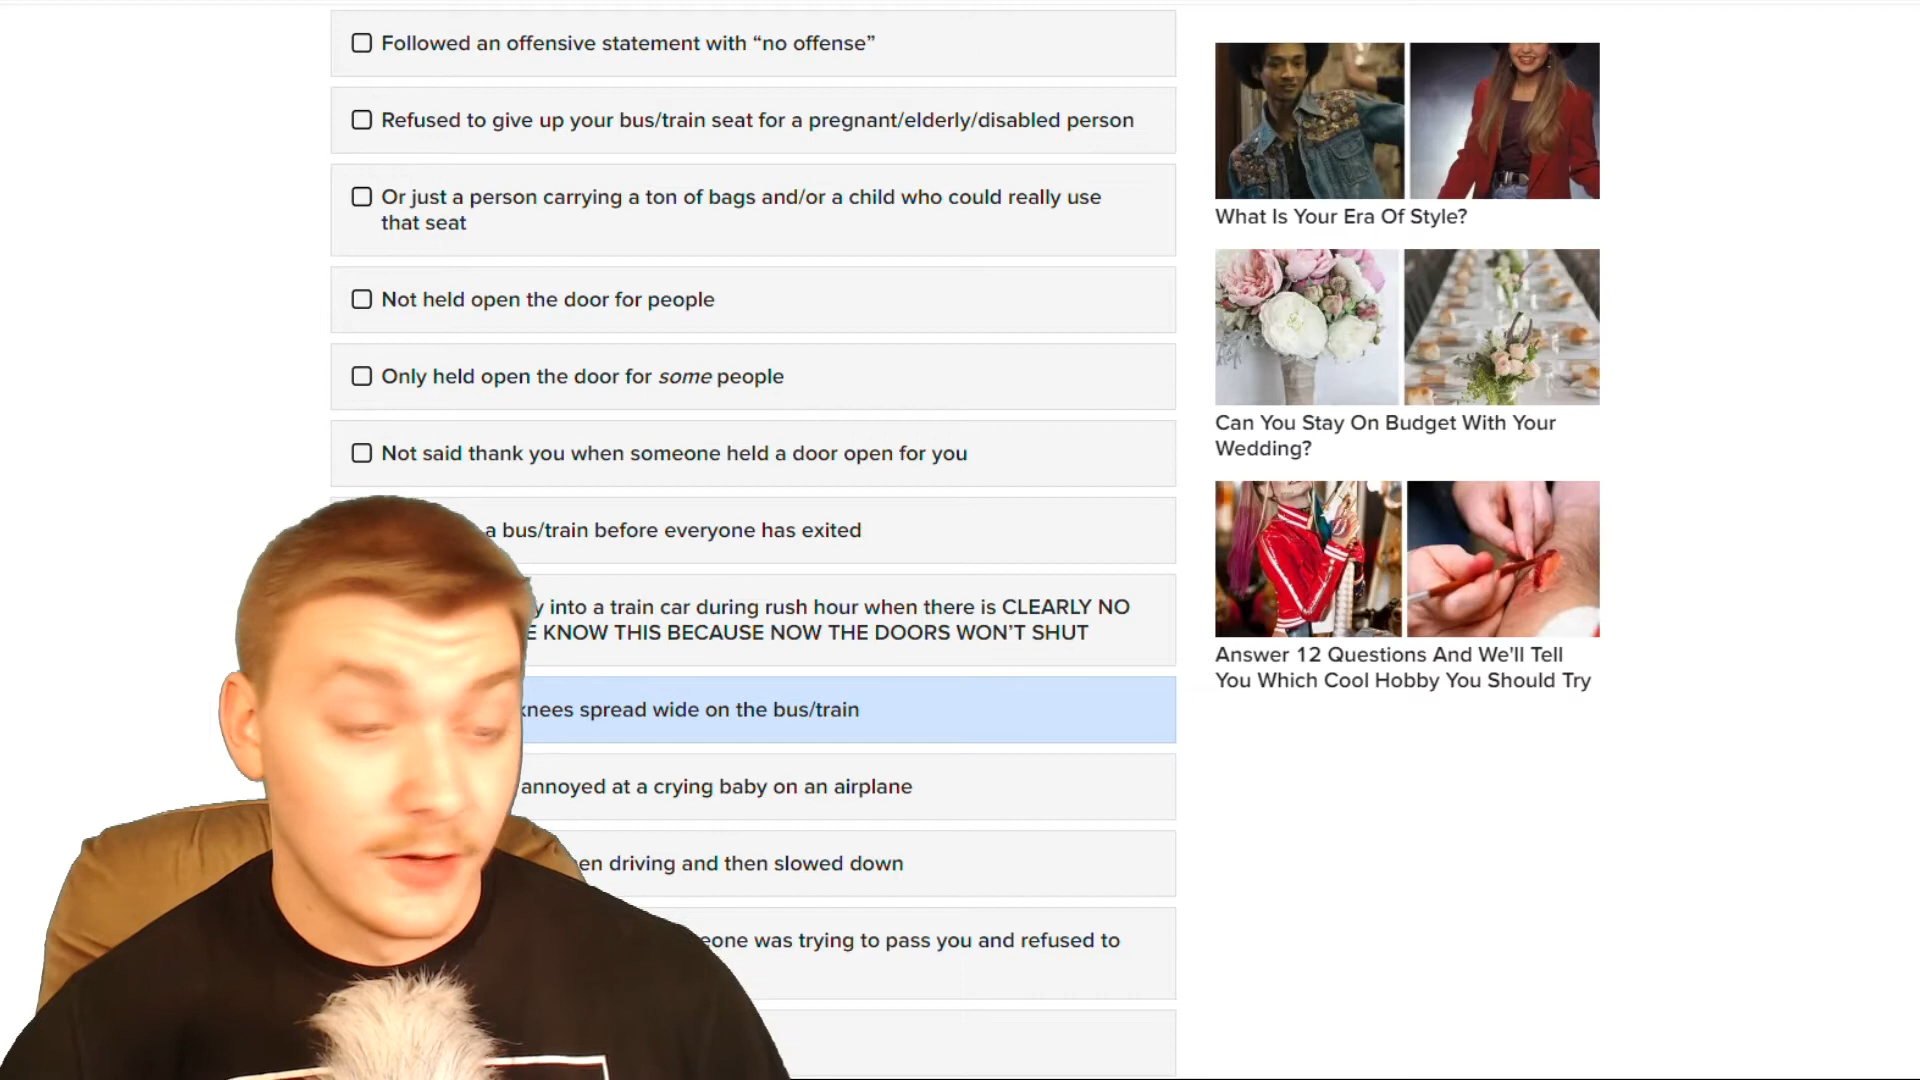 Followed an offensive statement with “no offense”
Refused to give up your bus/train seat for a pregnant/elderly/disabled person
Or just a person carrying a ton of bags and/or a child who could really use
that seat
Not held open the door for people
Only held open the door for some people
Not said thank you when someone held a door open for you
a bus/train before everyone has exited
into a train car during rush hour when there is CLEARLY NO
KNOW THIS BECAUSE NOW THE DOORS WON’T SHUT
knees spread wide on the bus/train
annoyed at a crying baby on an airplane
driving and then slowed down
was trying to pass you and refused to
What Is Your Era Of Style?
Can You Stay On Budget With Your
Wedding?
Answer 12 Questions And We'll Tell
You Which Cool Hobby You Should Try